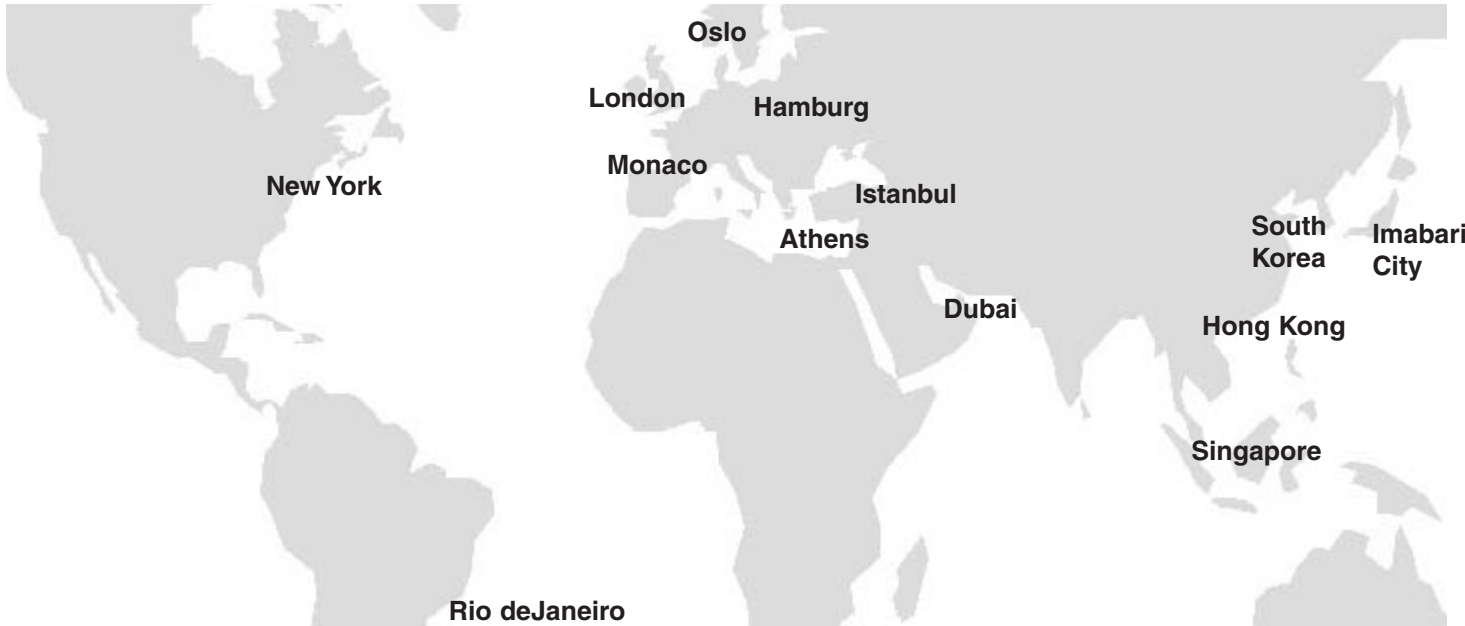 Oslo
London
Hamburg
Monaco
New York
Istanbul
Athens
South
Korea
Imabari
City
Dubai
Hong Kong
Singapore
Rio deJaneiro